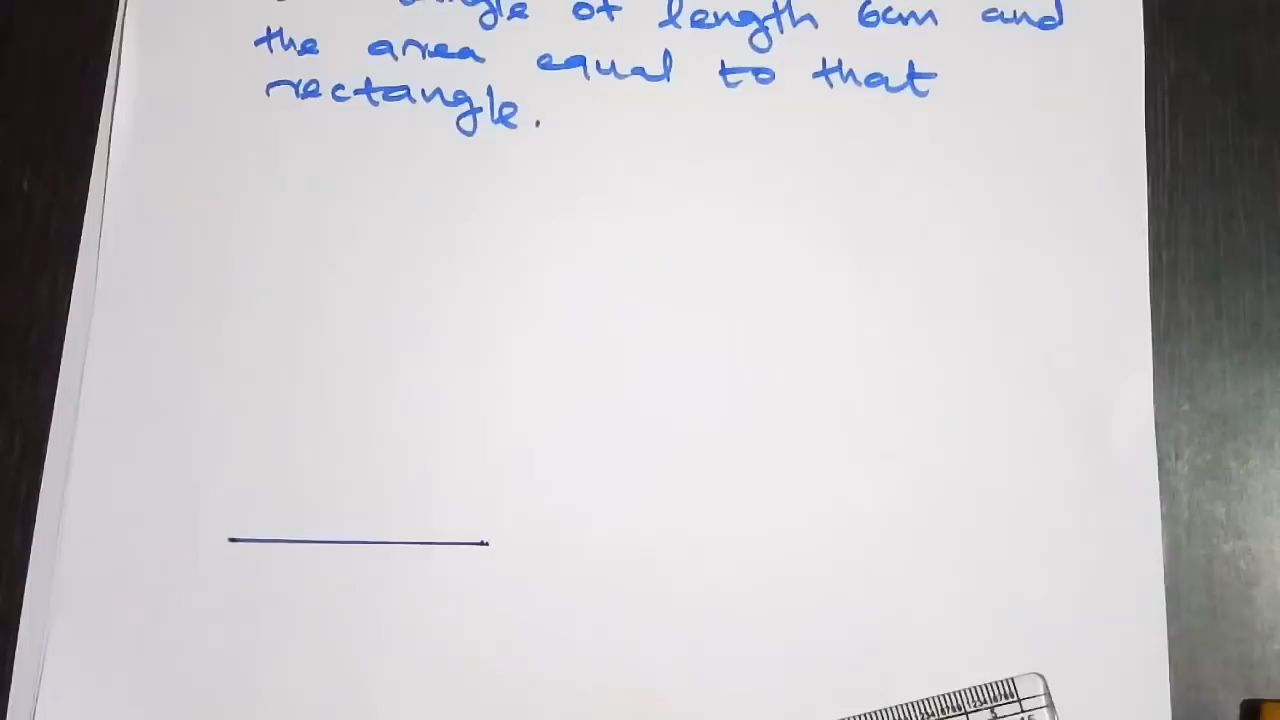 of length 6cm and
the area equal to that
rectangle.